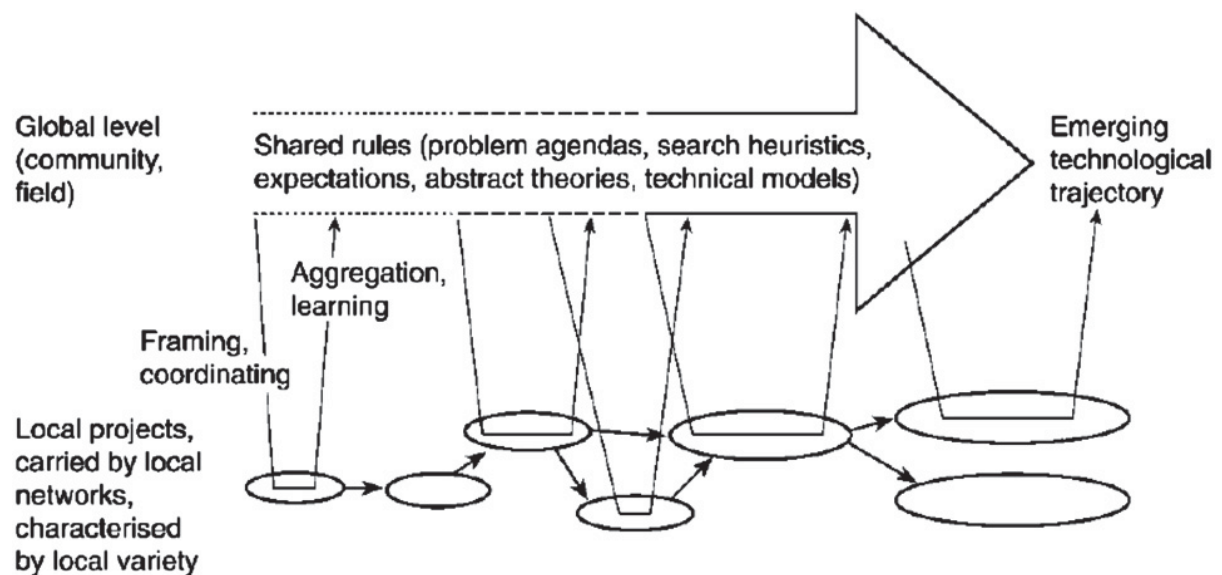 Global level
(community,
field)
Shared rules (problem agendas, search heuristics,
expectations, abstract theories, technical models)
Emerging
technological
trajectory
Aggregation,
learning
Framing,
coordinating
Local projects,
carried by local
networks,
characterised
by local variety